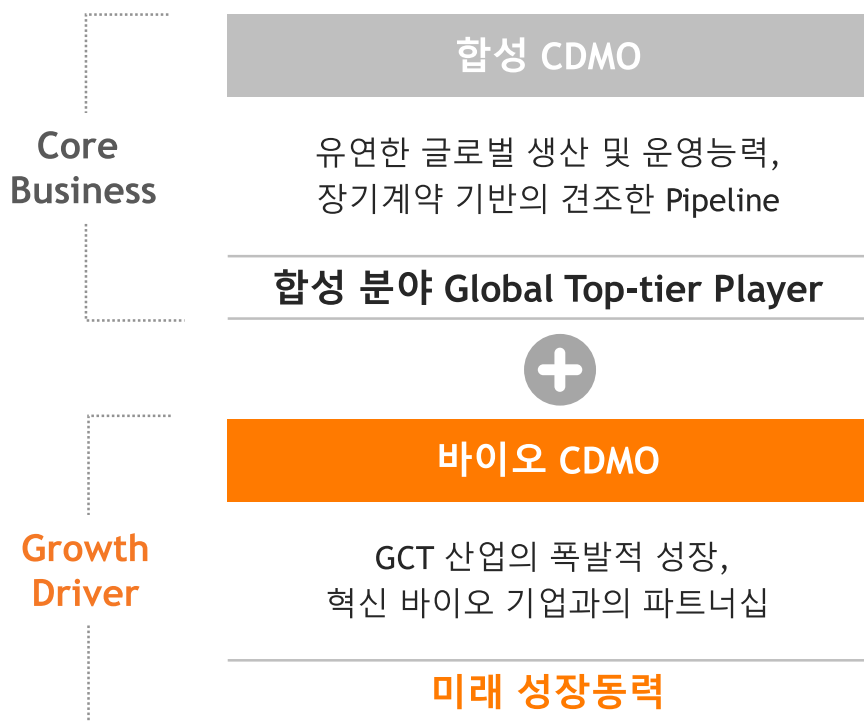 Core
Business
합성 CDMO
유연한 글로벌 생산 및 운영능력,
장기계약 기반의 견조한 Pipeline
합성 분야 Global Top-tier Player
Growth
Driver
바이오 CDMO
GCT 산업의 폭발적 성장,
혁신 바이오 기업과의 파트너십
미래 성장동력